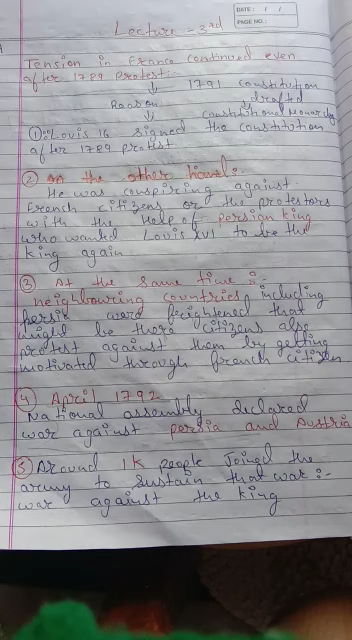 DATE: / /
PAGE NO.:
Lecture - 3rd
Tension in France continued even
after 1789 Protest:-
1791 constitution
Reason
drafted
constitutional Monarchy
① Louis 16 signed the constitution
after 1789 protest
② On the other hand:-
He was conspiring against
French citizens or the protestors
with the Help of persian king
who wanted Louis XVI to be the
king again
③ At the same time :-
neighbouring countries including
persia were freightened that
might be there citizens also
protest against them by getting
motivated through french citizen
④ April 1792
National assembly declared
war against persia and Austria
⑤ Around 1K people Joined the
army to sustain that war :-
war against the king